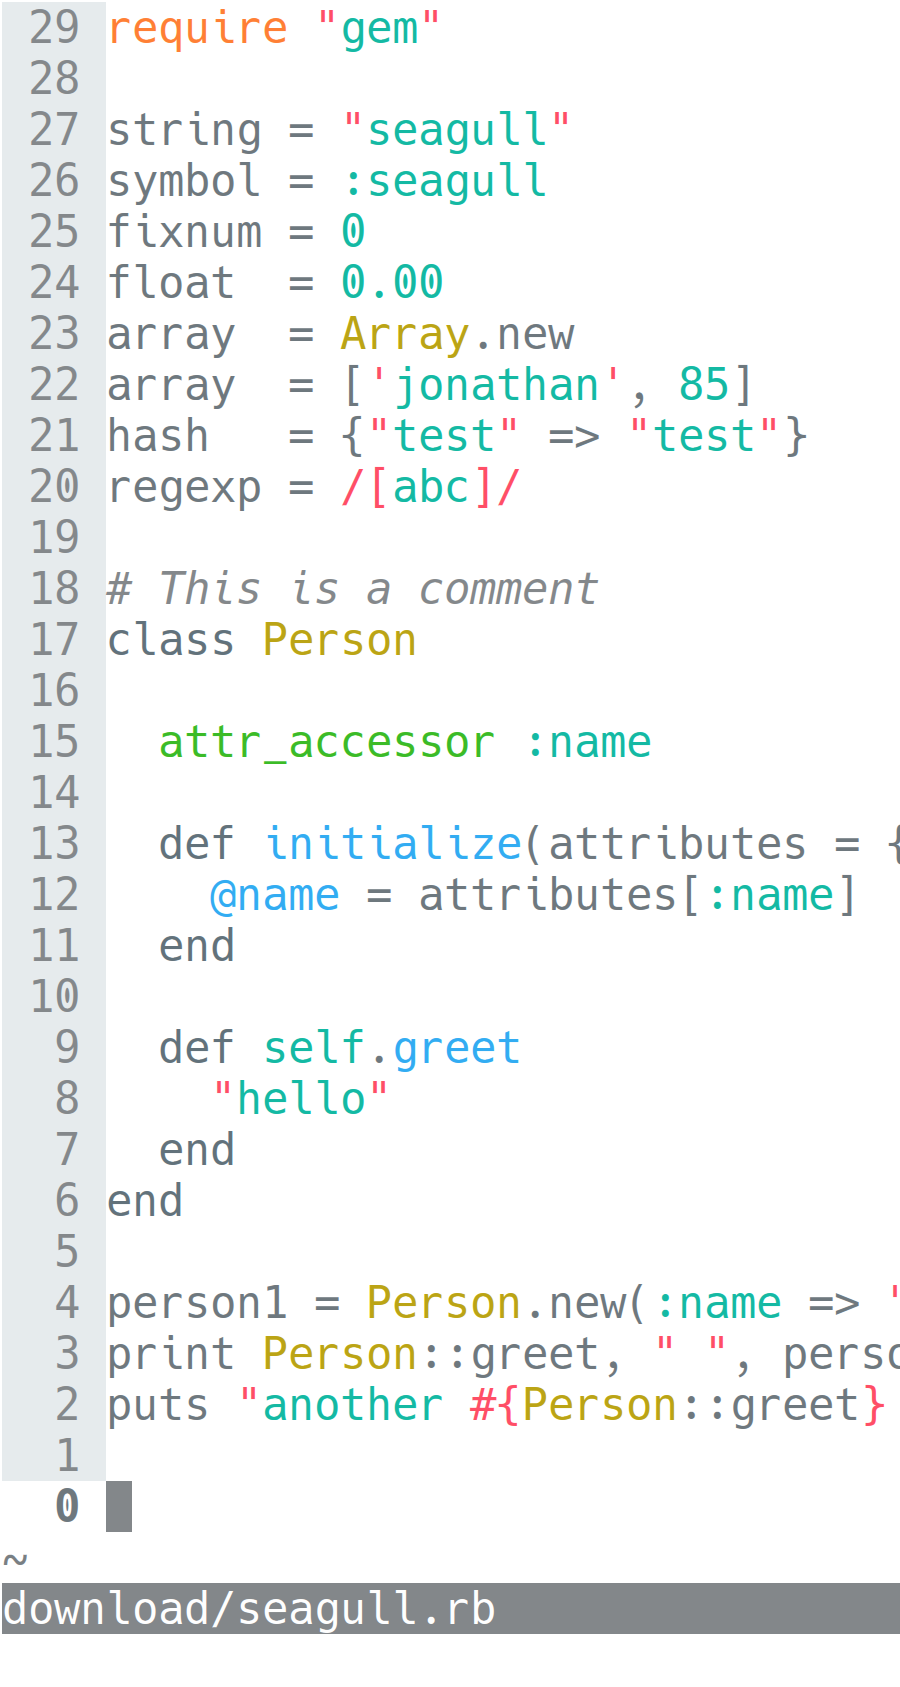 29 require "gem"
28
27 string = "seagull"
26 symbol = :seagull
25 fixnum = 0
24 float  = 0.00
23 array  = Array.new
22 array  = ['jonathan', 85]
21 hash   = {"test" => "test"}
20 regexp = /[abc]/
19
18 # This is a comment
17 class Person
16
15   attr_accessor :name
14
13   def initialize(attributes = {
12     @name = attributes[:name]
11   end
10
 9   def self.greet
 8     "hello"
 7   end
 6 end
 5
 4 person1 = Person.new(:name => '
 3 print Person::greet, " ", perso
 2 puts "another #{Person::greet}
 1
 0
~
download/seagull.rb